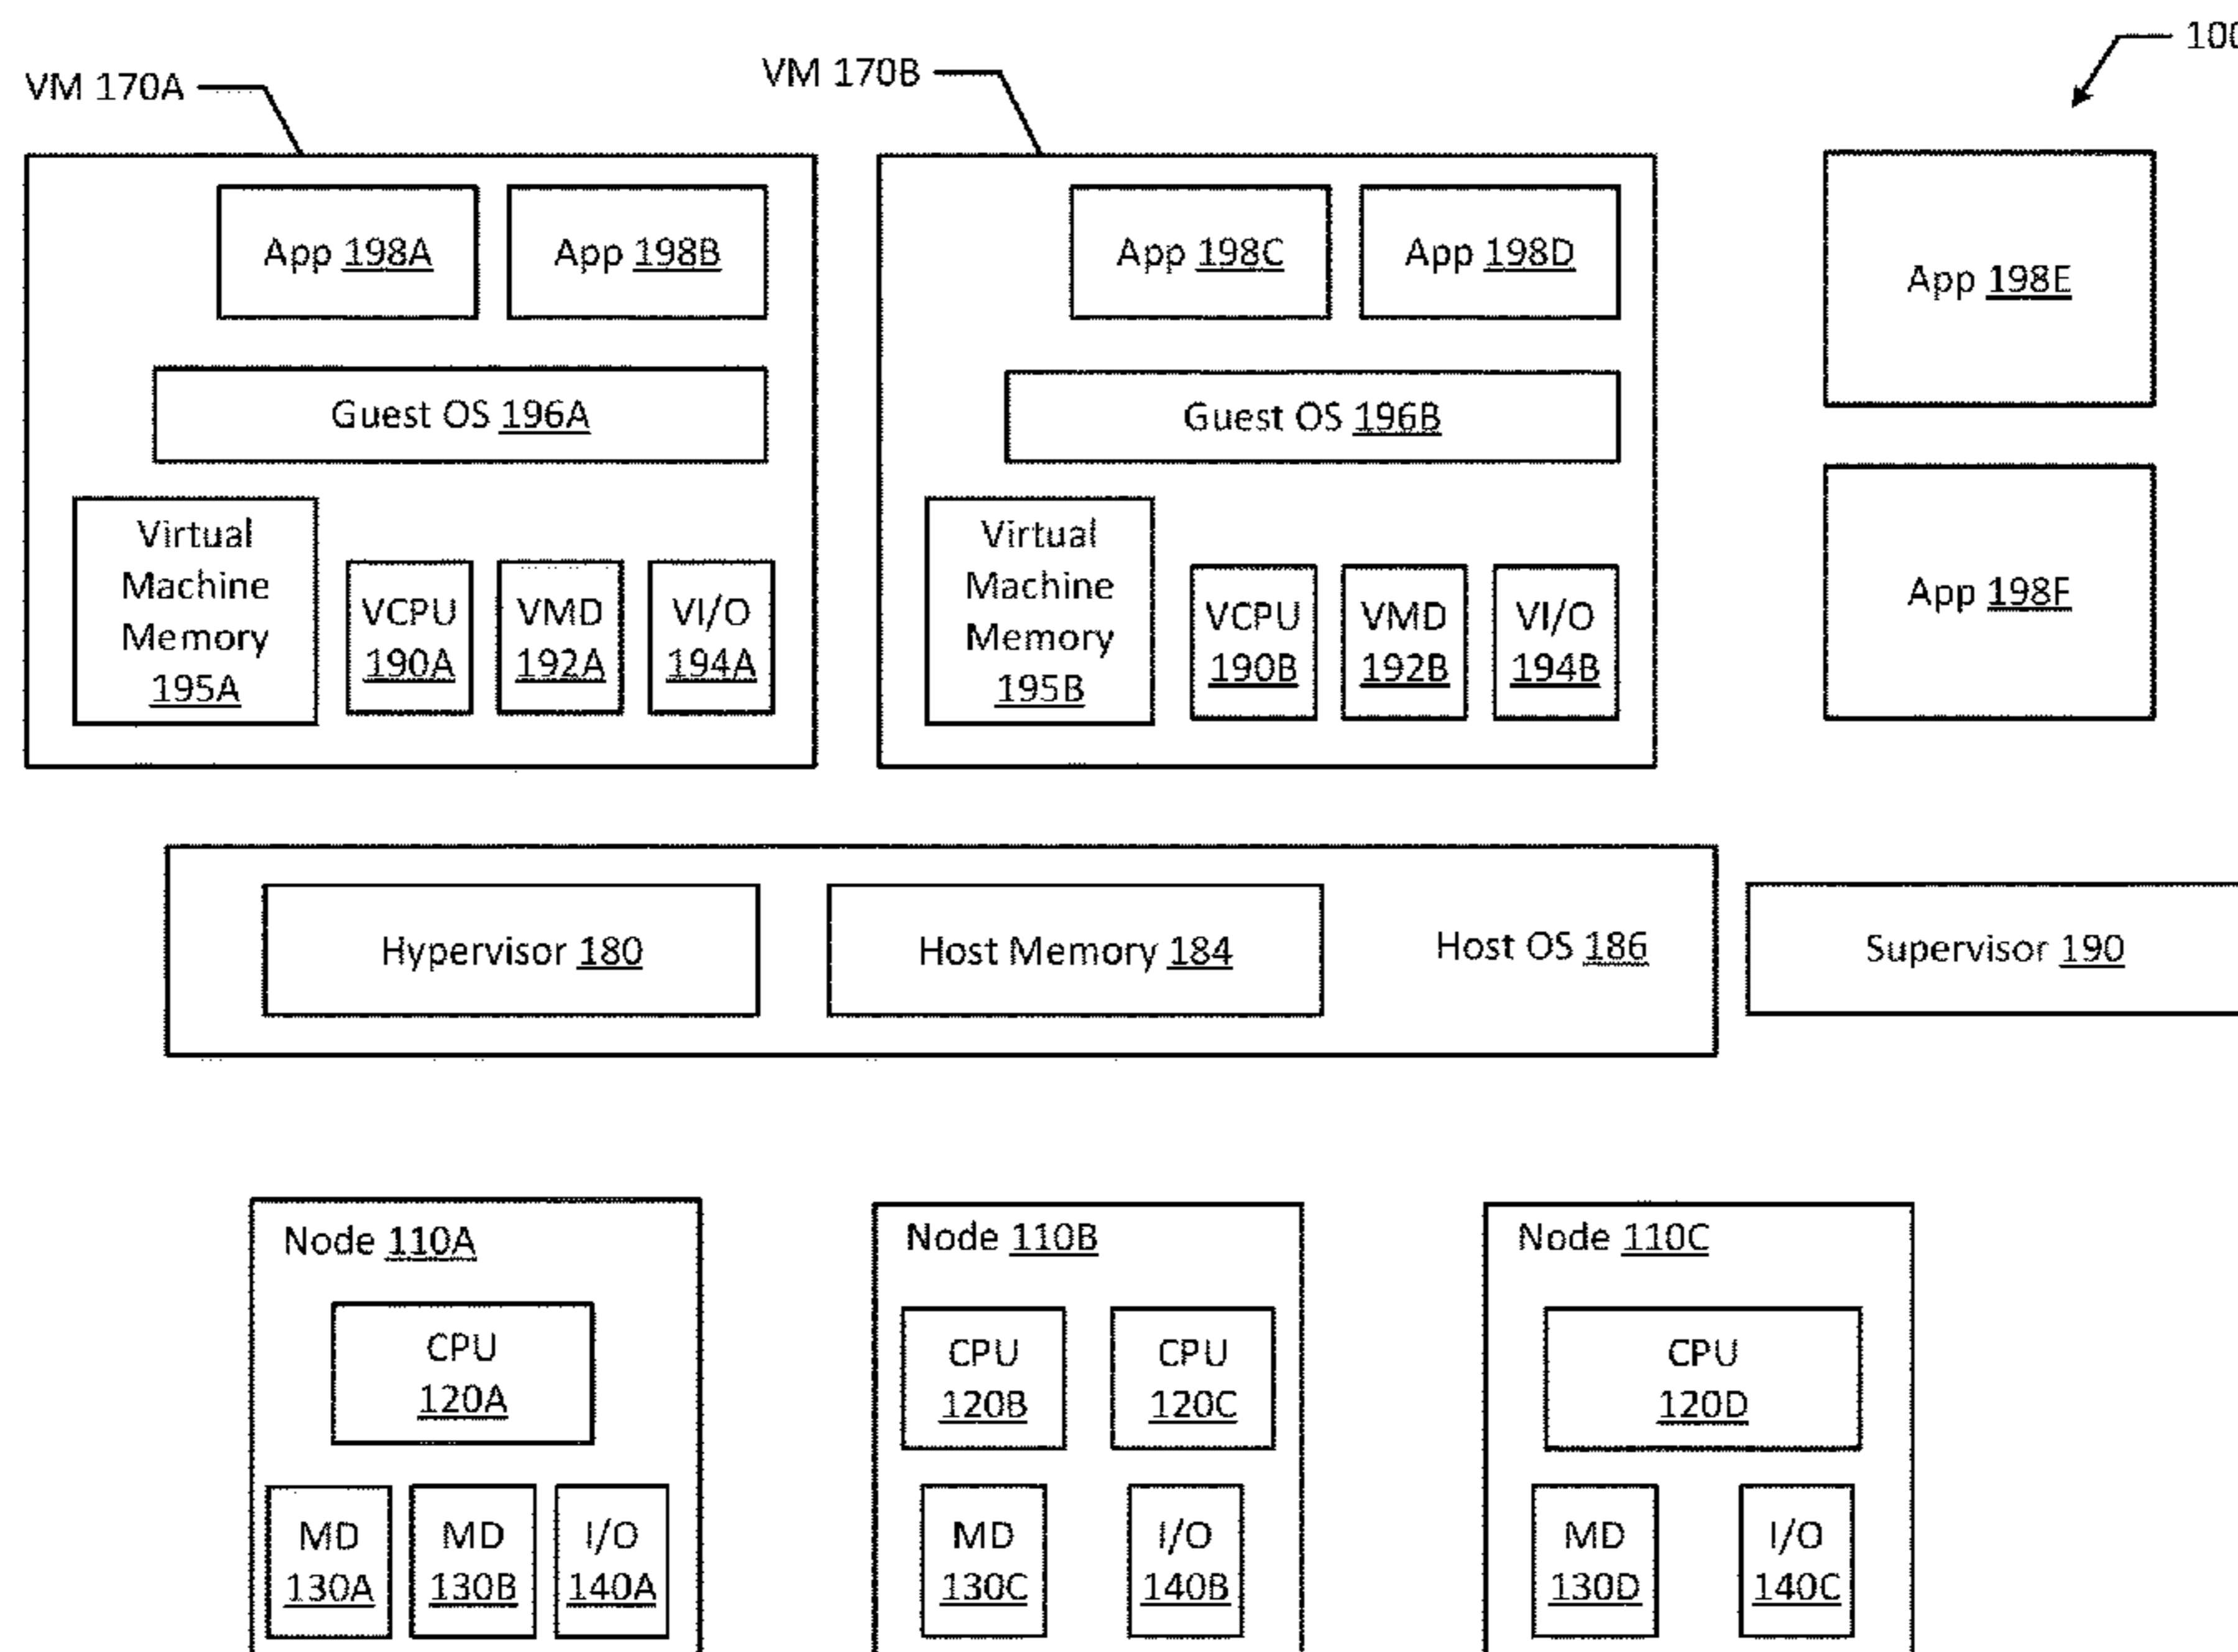 100
VM 170A
VM 170B
App 198A
App 198B
App 198C
App 198D
App 198E
Guest OS 196A
Guest OS 196B
Virtual
Machine
Memory
195A
VCPU
190A
VMD
192A
VI/O
194A
Virtual
Machine
Memory
195B
VCPU
190B
VMD
192B
VI/O
194B
App 198F
Hypervisor 180
Host Memory 184
Host OS 186
Supervisor 190
Node 110A
CPU
120A
MD
130A
MD
130B
I/O
140A
Node 110B
CPU
120B
CPU
120C
MD
130C
I/O
140B
Node 110C
CPU
120D
MD
130D
I/O
140C